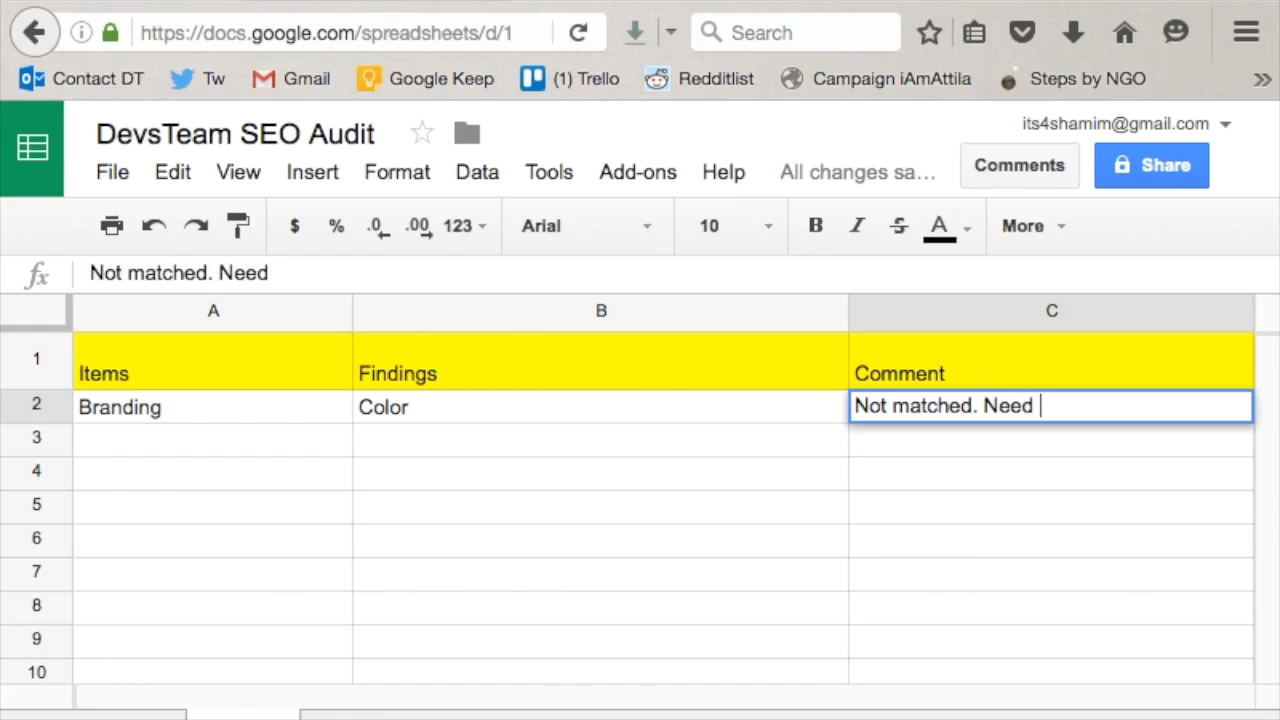 https://docs.google.com/spreadsheets/d/1 Search
Contact DT Tw Gmail Google Keep (1) Trello Redditlist Campaign iAmAttila Steps by NGO
DevsTeam SEO Audit
its4shamim@gmail.com
File Edit View Insert Format Data Tools Add-ons Help All changes sa... Comments Share
$ % .0 .00 123 Arial 10 B I S A More
fx Not matched. Need
A B C
1 Items Findings Comment
2 Branding Color Not matched. Need
3
4
5
6
7
8
9
10